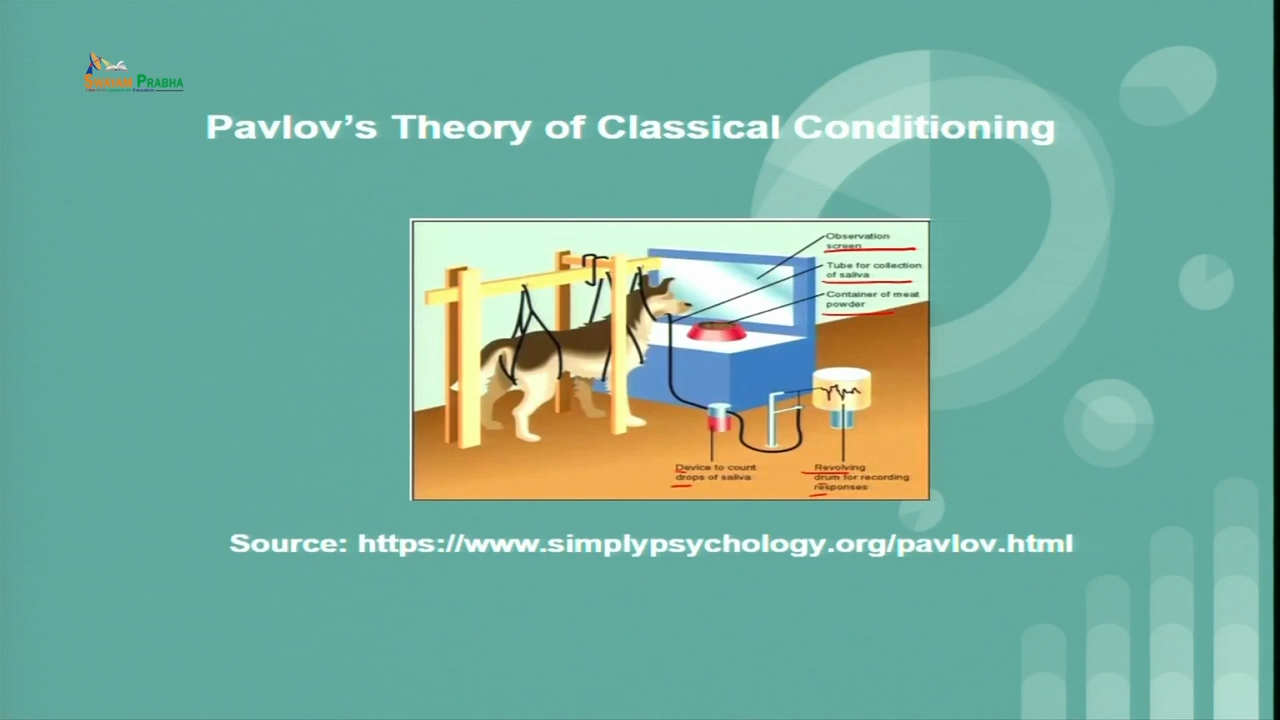 SWAYAM PRABHA
Pavlov's Theory of Classical Conditioning
Observation
screen
Tube for collection
of saliva
Container of meat
powder
Device to count
drops of saliva
Revolving
drum for recording
responses
Source: https://www.simplypsychology.org/pavlov.html